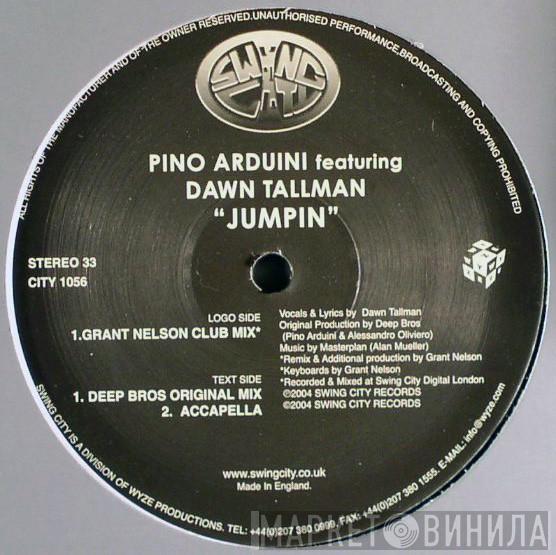 ALL RIGHTS OF THE MANUFACTURER AND OF THE OWNER RESERVED.UNAUTHORISED PERFORMANCE,BROADCASTING AND COPYING PROHIBITED
SWING
CITY
PINO ARDUINI featuring
DAWN TALLMAN
“JUMPIN”
STEREO 33
CITY 1056
LOGO SIDE
1.GRANT NELSON CLUB MIX*
TEXT SIDE
1. DEEP BROS ORIGINAL MIX
2. ACCAPELLA
Vocals & Lyrics by Dawn Tallman
Original Production by Deep Bros
(Pino Arduini & Alessandro Oliviero)
Music by Masterplan (Alan Mueller)
*Remix & Additional production by Grant Nelson
*Keyboards by Grant Nelson
*Recorded & Mixed at Swing City Digital London
℗2004 SWING CITY RECORDS
©2004 SWING CITY RECORDS
www.swingcity.co.uk
Made In England.
SWING CITY IS A DIVISION OF WYZE PRODUCTIONS. TEL: +44(0)207 380 0999, FAX: +44(0)207 380 1555. E-MAIL: info@wyze.com
МАРКЕТ ВИНИЛА